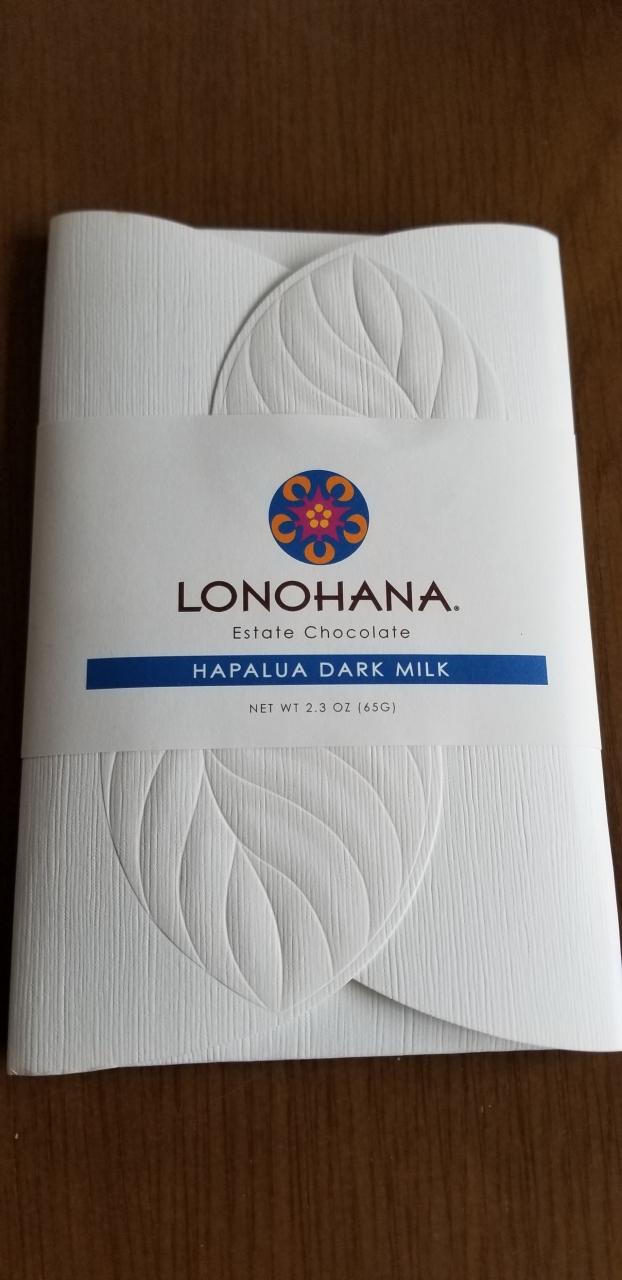 LONOHANA®
Estate Chocolate
HAPALUA DARK MILK
NET WT 2.3 OZ (65G)